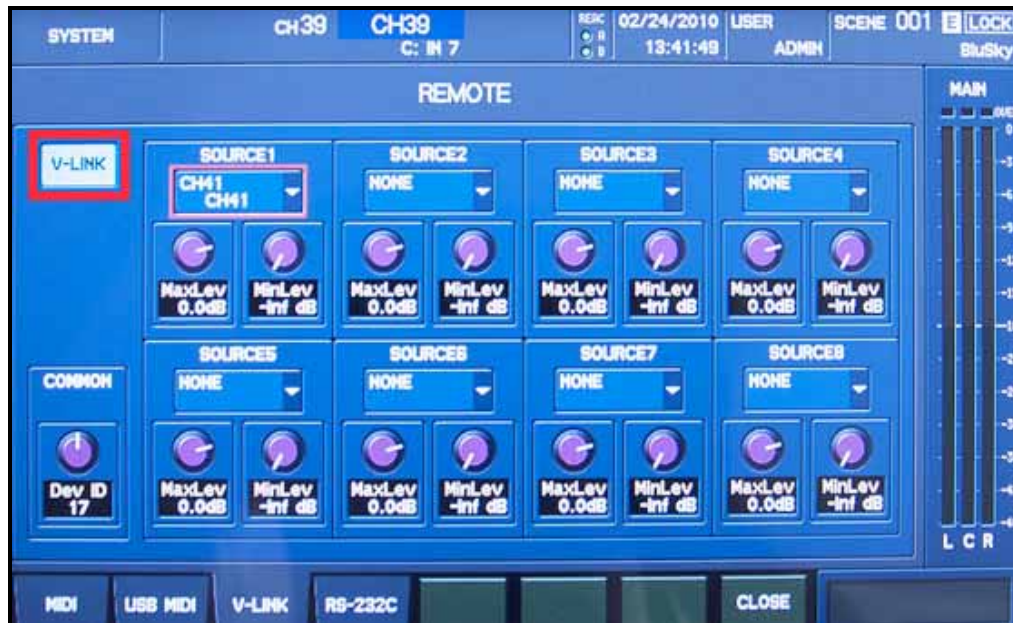 SYSTEM
CH39
CH39
C: IN 7
REAC
A
B
02/24/2010
13:41:49
USER
ADMIN
SCENE 001
E LOCK
BluSky
REMOTE
MAIN
V-LINK
SOURCE1
SOURCE2
SOURCE3
SOURCE4
CH41
CH41
NONE
NONE
NONE
MaxLev
0.0dB
MinLev
-Inf dB
MaxLev
0.0dB
MinLev
-Inf dB
MaxLev
0.0dB
MinLev
-Inf dB
MaxLev
0.0dB
MinLev
-Inf dB
COMMON
SOURCE5
SOURCE6
SOURCE7
SOURCE8
NONE
NONE
NONE
NONE
Dev ID
17
MaxLev
0.0dB
MinLev
-Inf dB
MaxLev
0.0dB
MinLev
-Inf dB
MaxLev
0.0dB
MinLev
-Inf dB
MaxLev
0.0dB
MinLev
-Inf dB
0
-3
-6
L C R
MIDI
USB MIDI
V-LINK
RS-232C
CLOSE